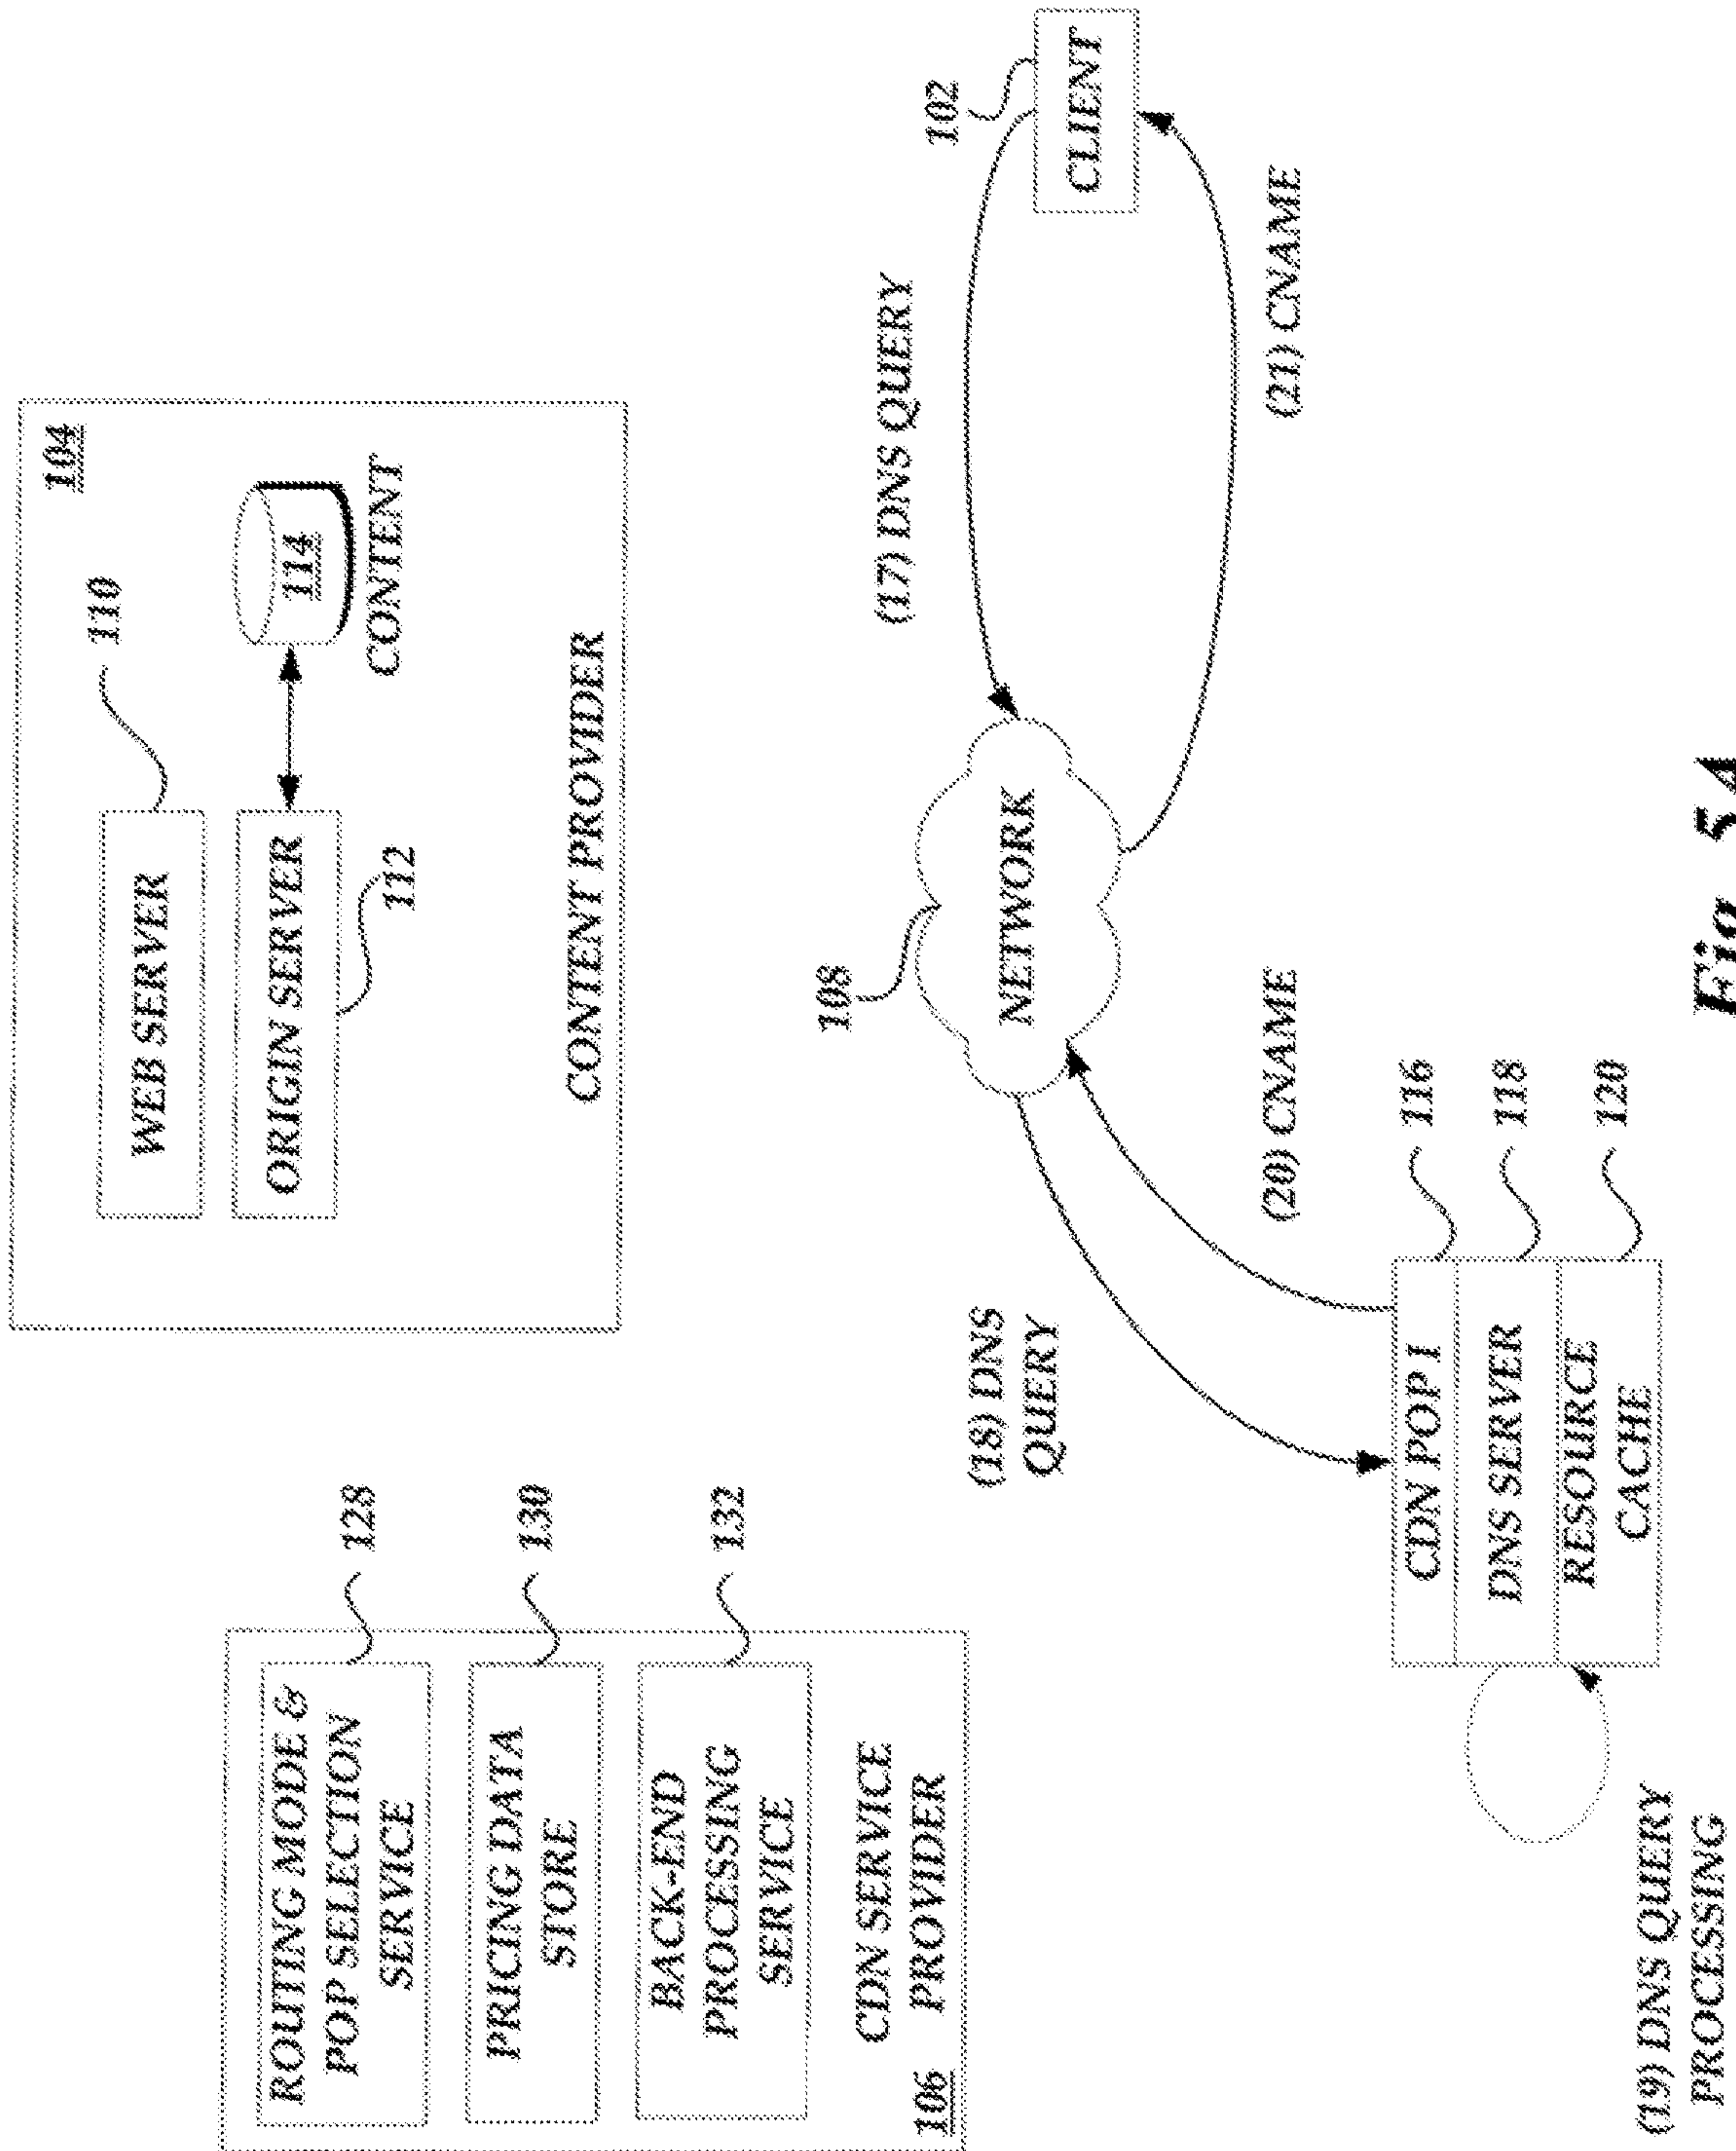 ROUTING MODE &
POP SELECTION
SERVICE
128
PRICING DATA
STORE
130
BACK-END
PROCESSING
SERVICE
132
CDN SERVICE
PROVIDER
106
104
WEB SERVER
110
ORIGIN SERVER
112
114
CONTENT
CONTENT PROVIDER
102
CLIENT
(17) DNS QUERY
(21) CNAME
108
NETWORK
(18) DNS
QUERY
(20) CNAME
CDN POP I
116
DNS SERVER
118
RESOURCE
CACHE
120
(19) DNS QUERY
PROCESSING
Fig. 5A